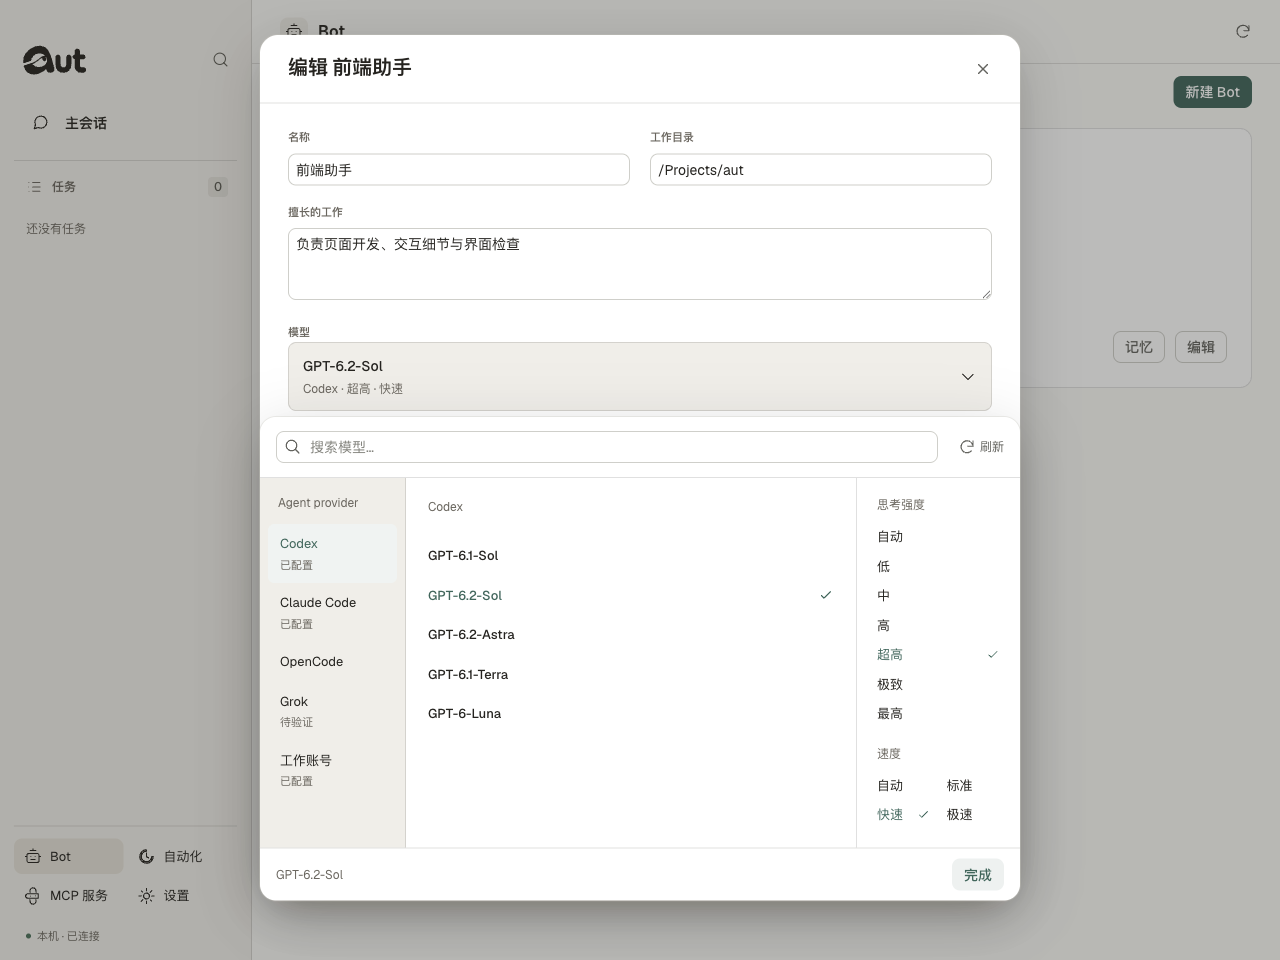 Aut
主会话
任务
0
还没有任务
Bot
自动化
MCP 服务
设置
本机 · 已连接
Bot
新建 Bot
记忆
编辑
编辑 前端助手
名称
工作目录
前端助手
/Projects/aut
擅长的工作
负责页面开发、交互细节与界面检查
模型
GPT-6.2-Sol
Codex · 超高 · 快速
搜索模型...
刷新
Agent provider
Codex
已配置
Claude Code
已配置
OpenCode
Grok
待验证
工作账号
已配置
Codex
GPT-6.1-Sol
GPT-6.2-Sol
GPT-6.2-Astra
GPT-6.1-Terra
GPT-6-Luna
思考强度
自动
低
中
高
超高
极致
最高
速度
自动
标准
快速
极速
GPT-6.2-Sol
完成